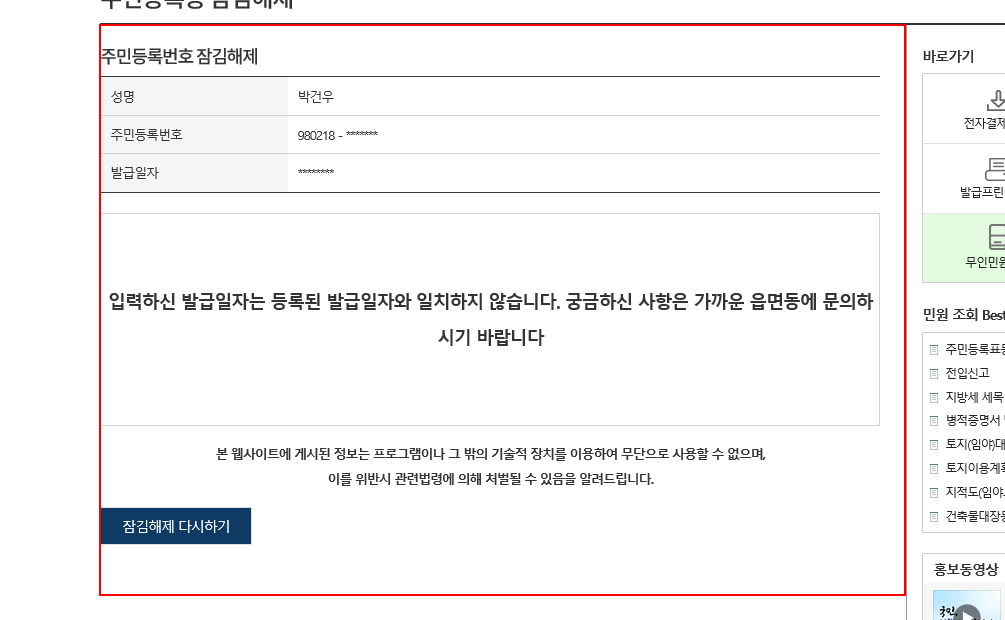 주민등록증 잠김해제
주민등록번호 잠김해제
성명 박건우
주민등록번호 980218 - *******
발급일자 ********
입력하신 발급일자는 등록된 발급일자와 일치하지 않습니다. 궁금하신 사항은 가까운 읍면동에 문의하
시기 바랍니다
본 웹사이트에 게시된 정보는 프로그램이나 그 밖의 기술적 장치를 이용하여 무단으로 사용할 수 없으며,
이를 위반시 관련법령에 의해 처벌될 수 있음을 알려드립니다.
잠김해제 다시하기
바로가기
전자결제
발급프린
무인민원
민원 조회 Best
주민등록표등
전입신고
지방세 세목
병적증명서
토지(임야)대
토지이용계획
지적도(임야
건축물대장등
홍보동영상
국민,